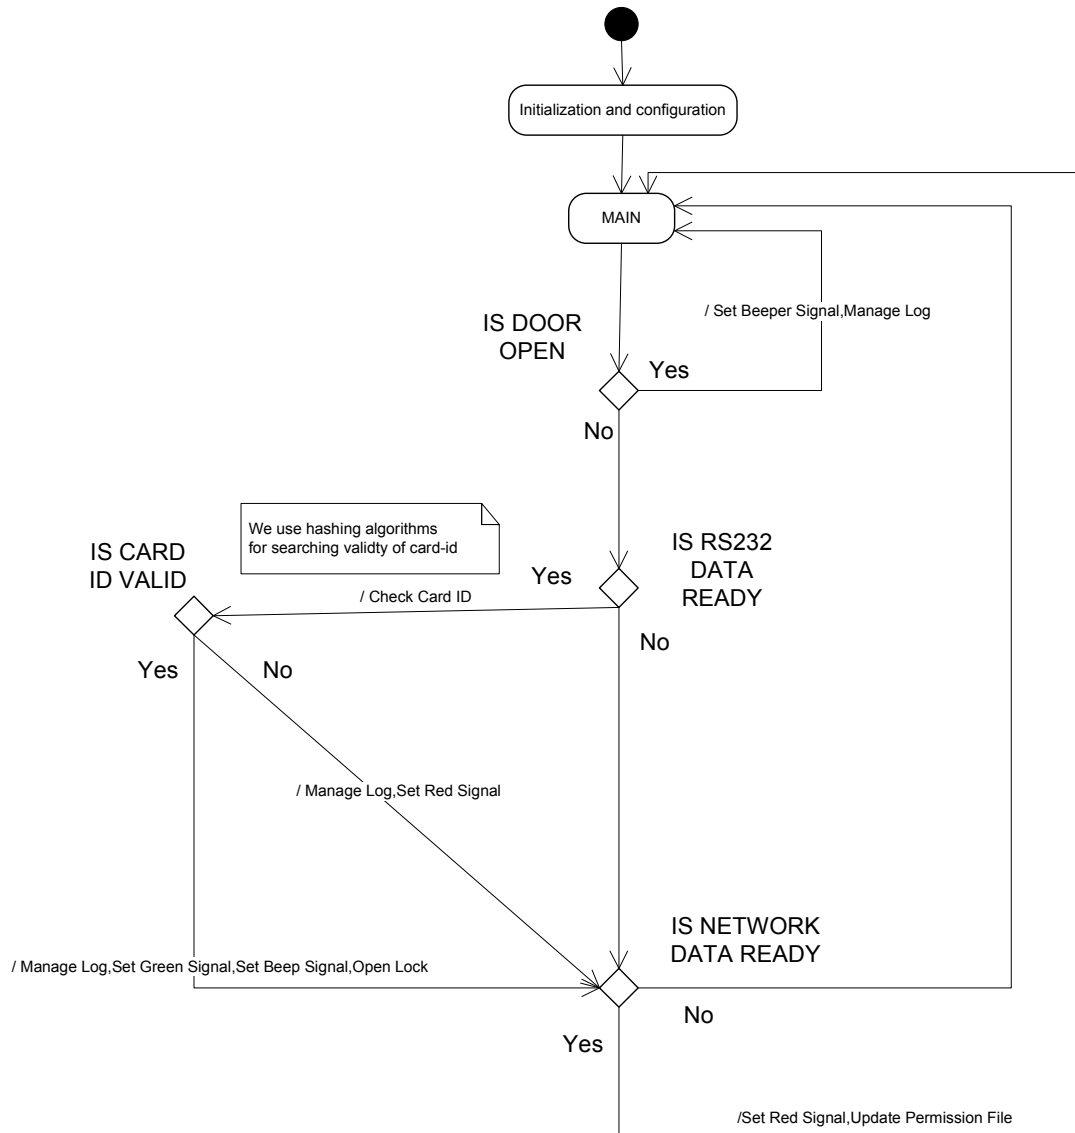 Initialization and configuration
MAIN
/ Set Beeper Signal,Manage Log
IS DOOR
OPEN
Yes
No
We use hashing algorithms
for searching validty of card-id
IS RS232
DATA
READY
IS CARD
ID VALID
Yes
/ Check Card ID
No
Yes
No
/ Manage Log,Set Red Signal
IS NETWORK
DATA READY
/ Manage Log,Set Green Signal,Set Beep Signal,Open Lock
No
Yes
/Set Red Signal,Update Permission File